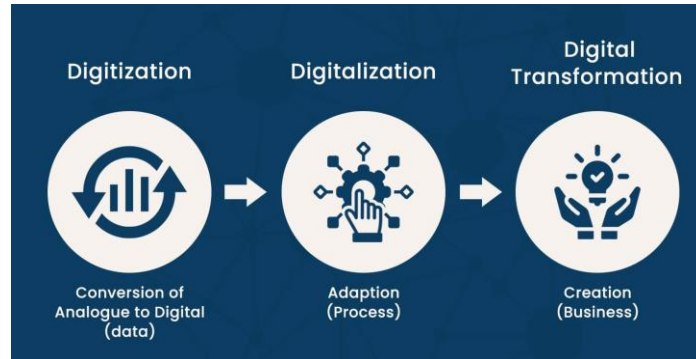 Digitization
Conversion of
Analogue to Digital
(data)
Digitalization
Adaption
(Process)
Digital
Transformation
Creation
(Business)